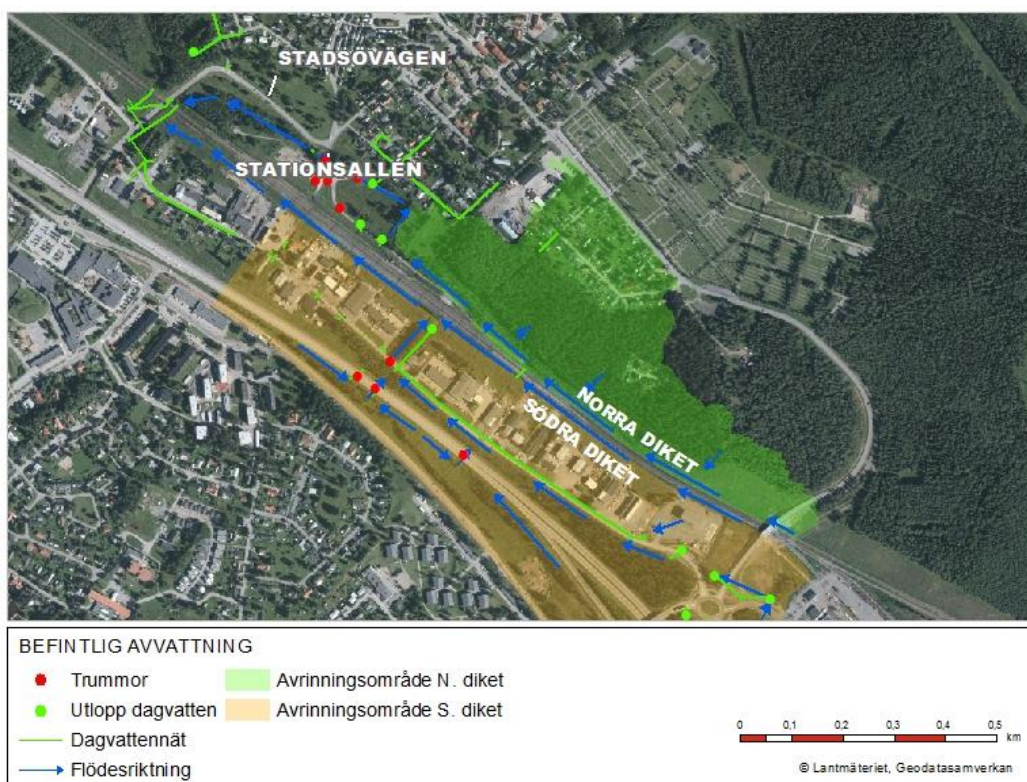 STADSÖVÄGEN
STATIONSALLÉN
NORRA DIKET
SÖDRA DIKET
BEFINTLIG AVVATTNING
Trummor
Avrinningsområde N. diket
Utlopp dagvatten
Avrinningsområde S. diket
Dagvattennät
Flödesriktning
0 0,1 0,2 0,3 0,4 0,5
km
© Lantmäteriet, Geodatasamverkan